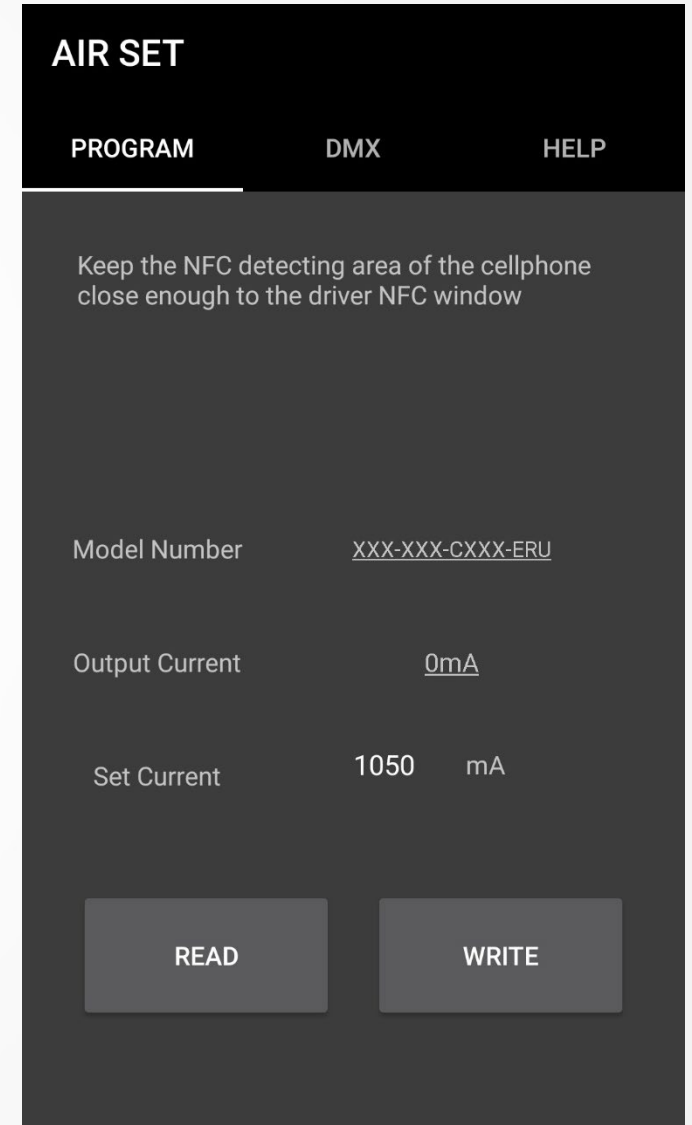 AIR SET
PROGRAM DMX HELP
Keep the NFC detecting area of the cellphone
close enough to the driver NFC window
Model Number XXX-XXX-CXXX-ERU
Output Current 0mA
Set Current 1050 mA
READ WRITE